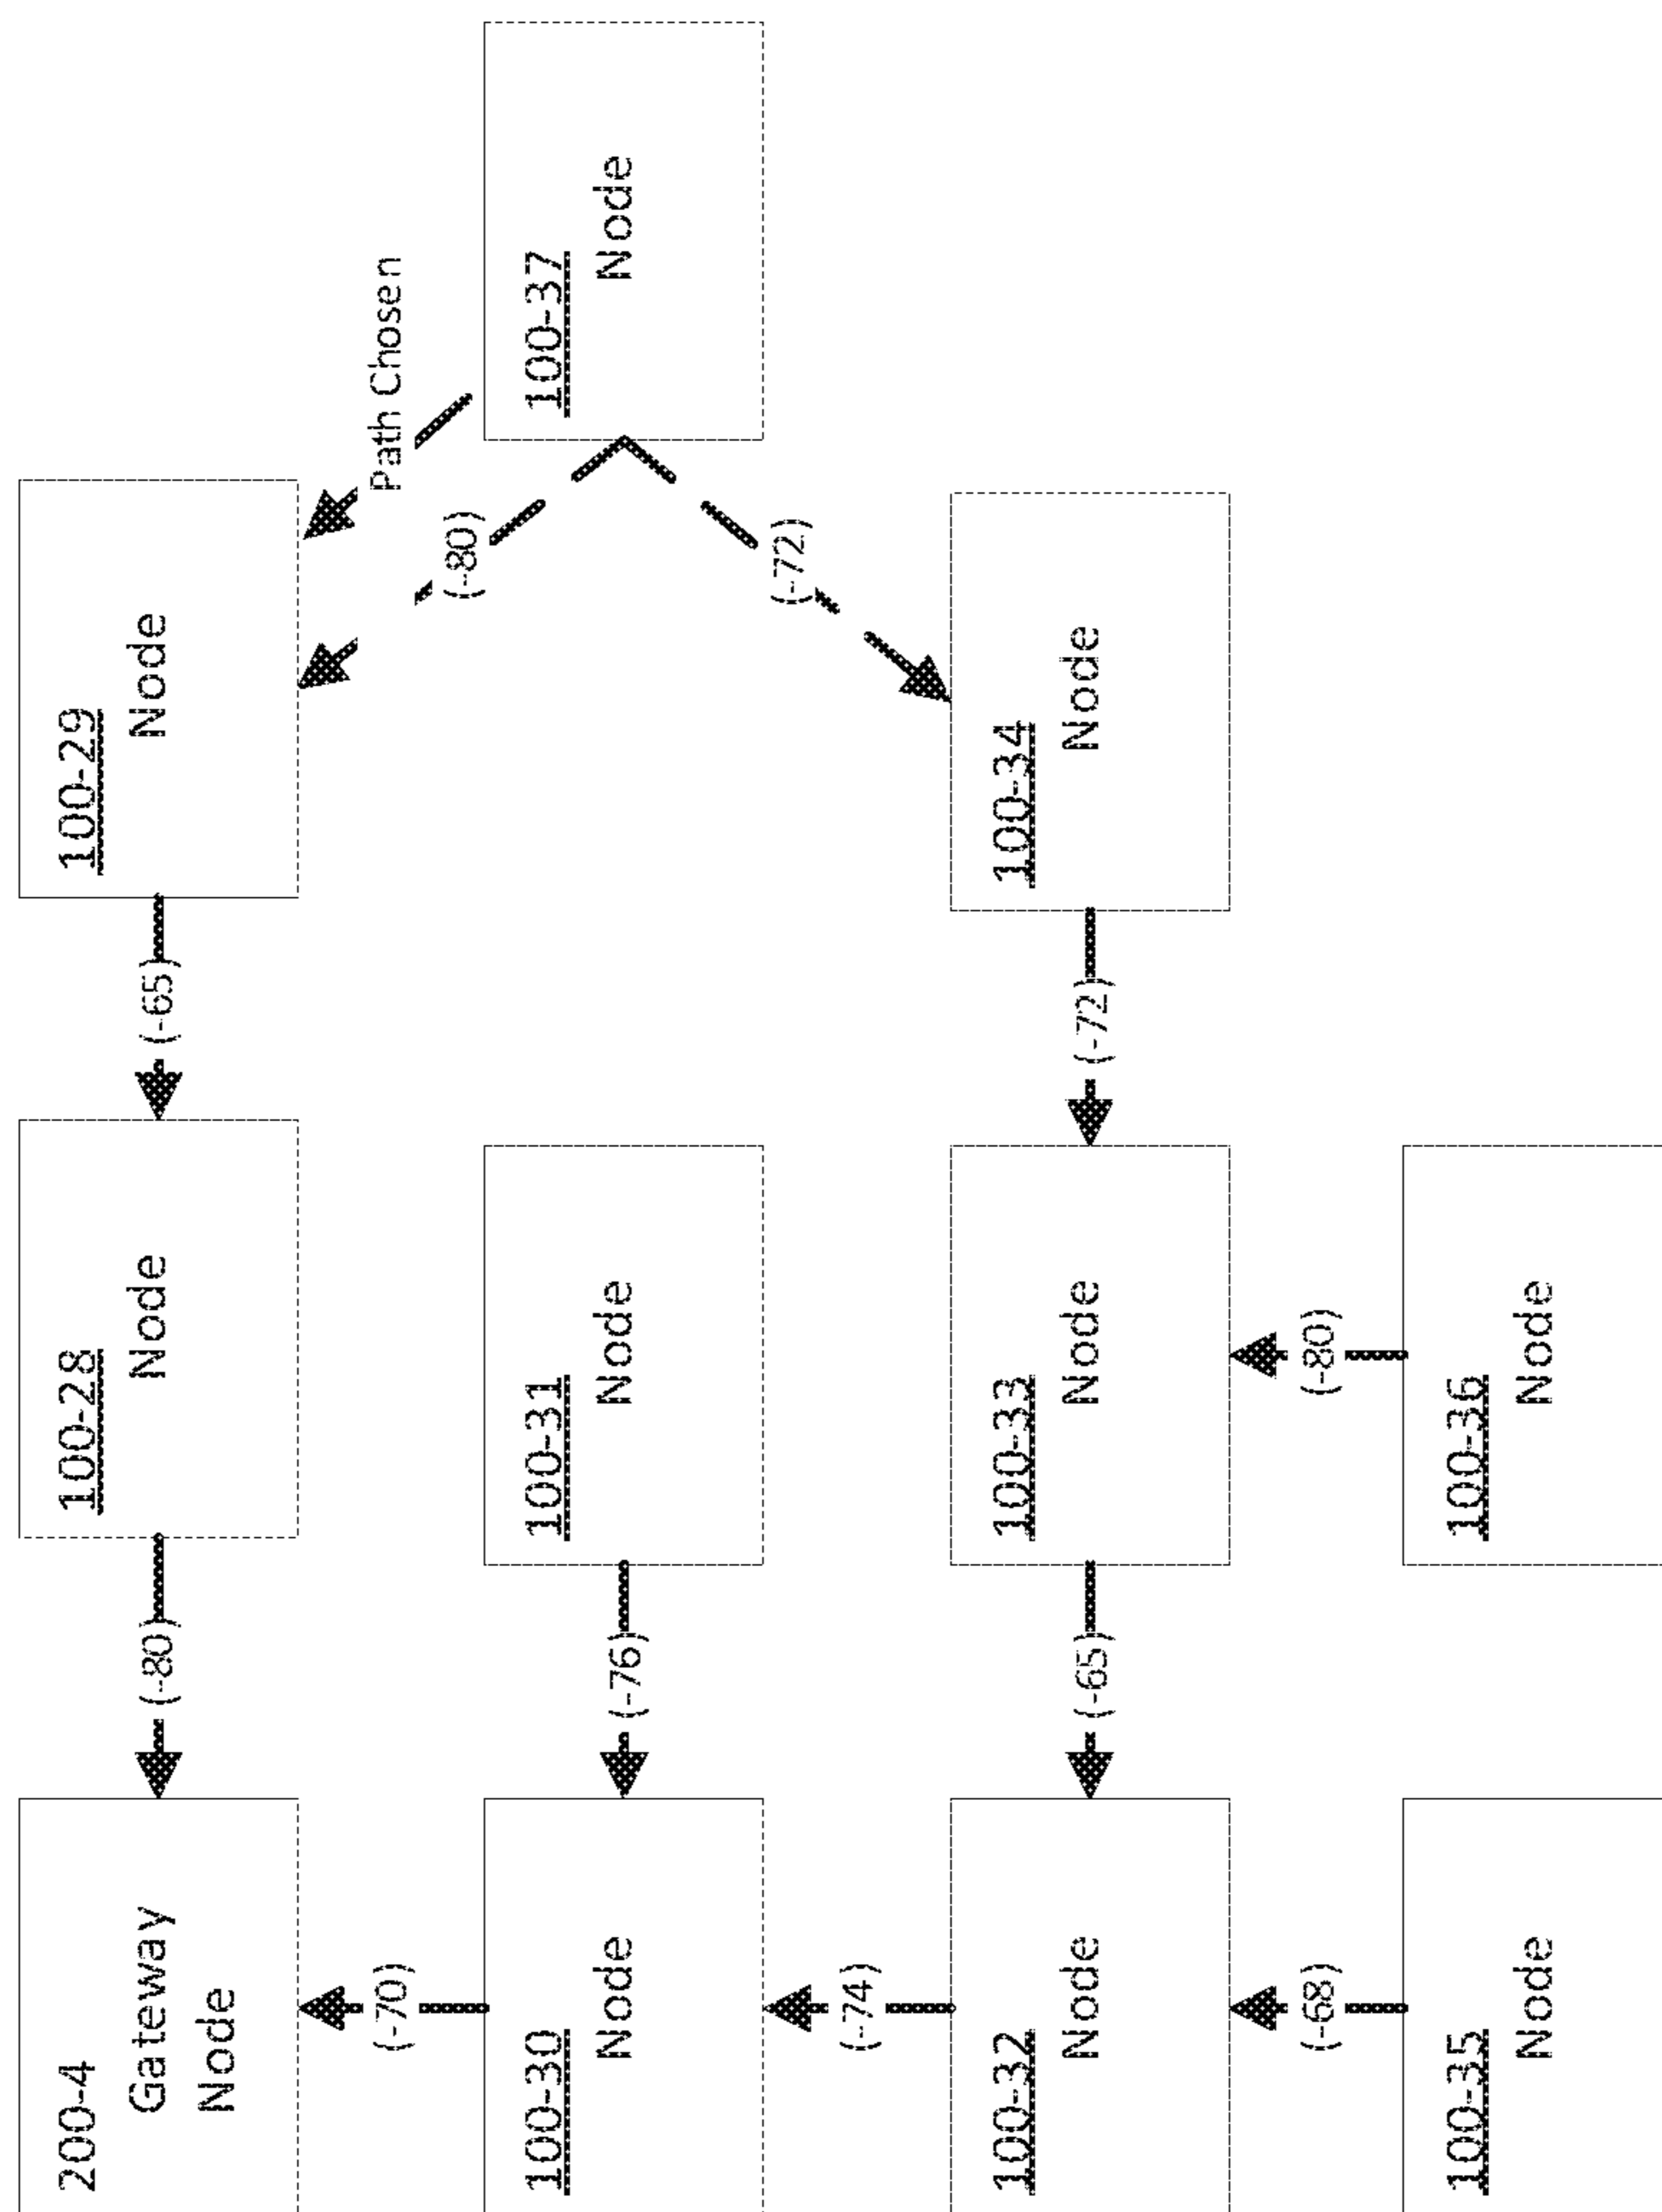 200-4
Gateway
Node
(-80)
100-28
Node
(-65)
100-29
Node
(-70)
Path Chosen
(-80)
100-30
Node
(-76)
100-31
Node
100-37
Node
(-74)
(-72)
100-32
Node
(-65)
100-33
Node
(-72)
100-34
Node
(-68)
(-80)
100-35
Node
100-36
Node